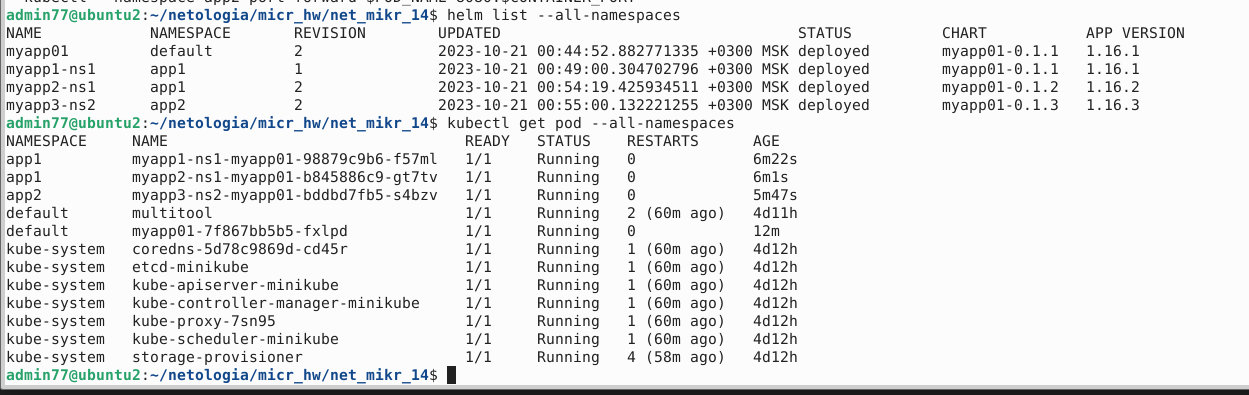 admin77@ubuntu2:~/netologia/micr_hw/net_mikr_14$ helm list --all-namespaces
NAME NAMESPACE REVISION UPDATED STATUS CHART APP VERSION
myapp01 default 2 2023-10-21 00:44:52.882771335 +0300 MSK deployed myapp01-0.1.1 1.16.1
myapp1-ns1 app1 1 2023-10-21 00:49:00.304702796 +0300 MSK deployed myapp01-0.1.1 1.16.1
myapp2-ns1 app1 2 2023-10-21 00:54:19.425934511 +0300 MSK deployed myapp01-0.1.2 1.16.2
myapp3-ns2 app2 2 2023-10-21 00:55:00.132221255 +0300 MSK deployed myapp01-0.1.3 1.16.3
admin77@ubuntu2:~/netologia/micr_hw/net_mikr_14$ kubectl get pod --all-namespaces
NAMESPACE NAME READY STATUS RESTARTS AGE
app1 myapp1-ns1-myapp01-98879c9b6-f57ml 1/1 Running 0 6m22s
app1 myapp2-ns1-myapp01-b845886c9-gt7tv 1/1 Running 0 6m1s
app2 myapp3-ns2-myapp01-bddbd7fb5-s4bzv 1/1 Running 0 5m47s
default multitool 1/1 Running 2 (60m ago) 4d11h
default myapp01-7f867bb5b5-fxlpd 1/1 Running 0 12m
kube-system coredns-5d78c9869d-cd45r 1/1 Running 1 (60m ago) 4d12h
kube-system etcd-minikube 1/1 Running 1 (60m ago) 4d12h
kube-system kube-apiserver-minikube 1/1 Running 1 (60m ago) 4d12h
kube-system kube-controller-manager-minikube 1/1 Running 1 (60m ago) 4d12h
kube-system kube-proxy-7sn95 1/1 Running 1 (60m ago) 4d12h
kube-system kube-scheduler-minikube 1/1 Running 1 (60m ago) 4d12h
kube-system storage-provisioner 1/1 Running 4 (58m ago) 4d12h
admin77@ubuntu2:~/netologia/micr_hw/net_mikr_14$